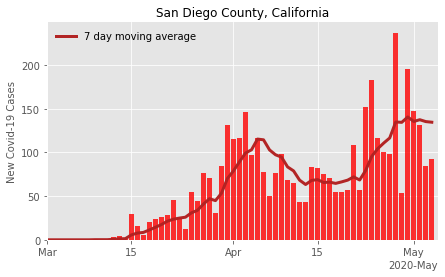 San Diego County, California
7 day moving average
New Covid-19 Cases
200
150
100
50
0
Mar
15
Apr
15
May
2020-May